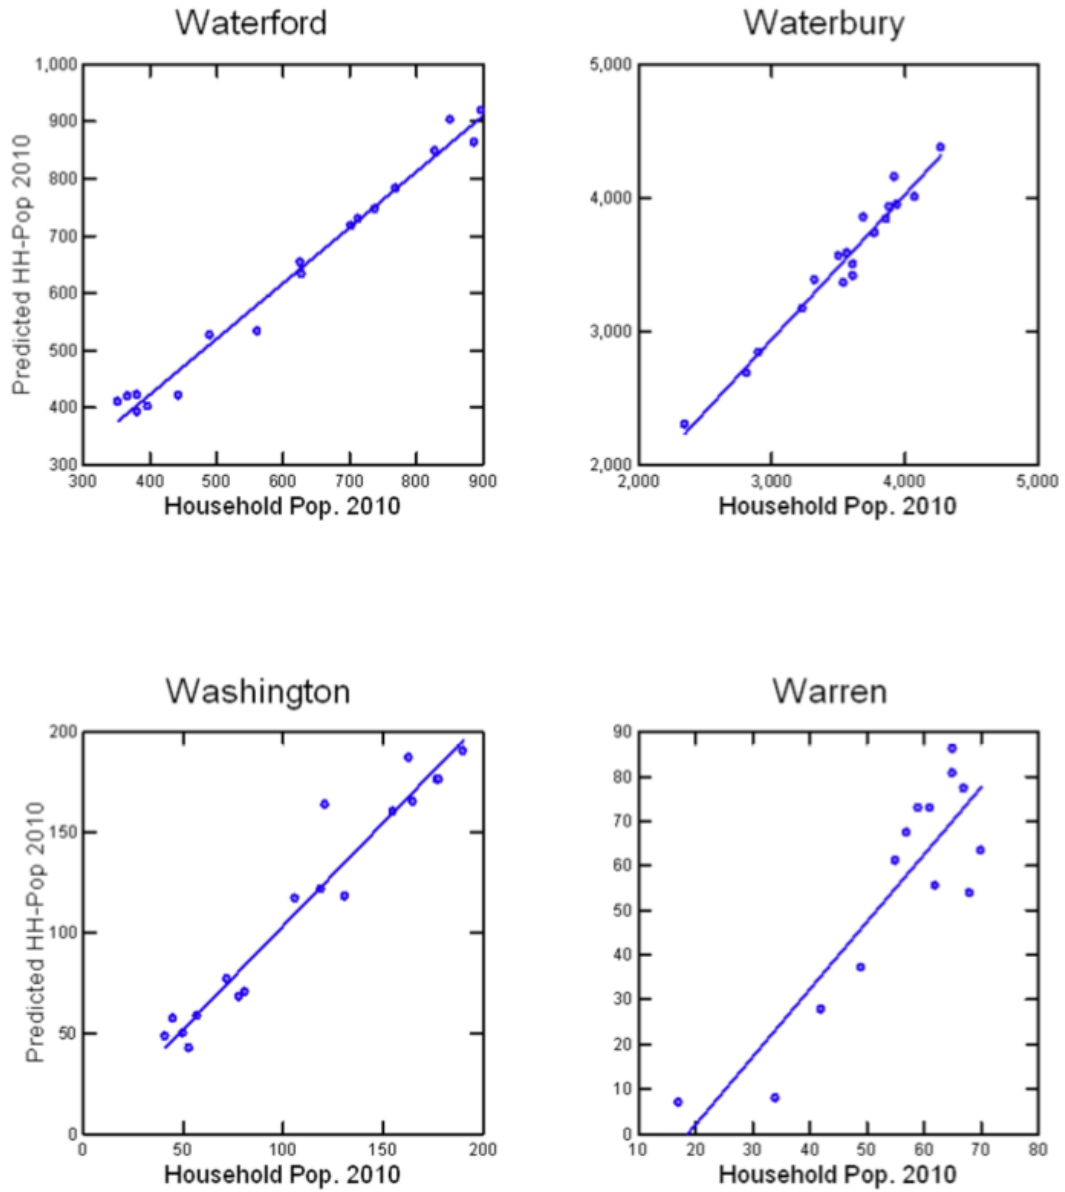 Waterford
Waterbury
1,000
900
800
700
600
500
400
300
Predicted HH-Pop 2010
300 400 500 600 700 800 900
Household Pop. 2010
5,000
4,000
3,000
2,000
2,000 3,000 4,000 5,000
Household Pop. 2010
Washington
Warren
200
150
100
50
0
Predicted HH-Pop 2010
0 50 100 150 200
Household Pop. 2010
90
80
70
60
50
40
30
20
10
0
10 20 30 40 50 60 70 80
Household Pop. 2010